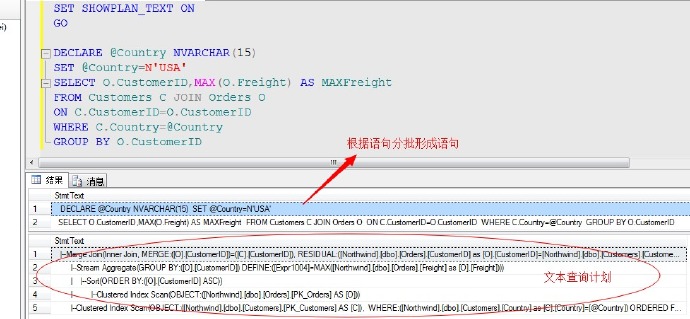 ei)
SET SHOWPLAN_TEXT ON
GO
DECLARE @Country NVARCHAR(15)
SET @Country=N'USA'
SELECT O.CustomerID,MAX(O.Freight) AS MAXFreight
FROM Customers C JOIN Orders O
ON C.CustomerID=O.CustomerID
WHERE C.Country=@Country
GROUP BY O.CustomerID
根据语句分批形成语句
结果 消息
StmtText
1 DECLARE @Country NVARCHAR(15) SET @Country=N'USA'
2 SELECT O.CustomerID,MAX(O.Freight) AS MAXFreight FROM Customers C JOIN Orders O ON C.CustomerID=O.CustomerID WHERE C.Country=@Country GROUP BY O.CustomerID
StmtText
1 |--Merge Join(Inner Join, MERGE:([O].[CustomerID])=([C].[CustomerID]), RESIDUAL:([Northwind].[dbo].[Orders].[CustomerID] as [O].[CustomerID]=[Northwind].[dbo].[Customers].[Custome...
2 |--Stream Aggregate(GROUP BY:([O].[CustomerID]) DEFINE:([Expr1004]=MAX([Northwind].[dbo].[Orders].[Freight] as [O].[Freight])))
3 |--Sort(ORDER BY:([O].[CustomerID] ASC))
4 |--Clustered Index Scan(OBJECT:([Northwind].[dbo].[Orders].[PK_Orders] AS [O]))
文本查询计划
5 |--Clustered Index Scan(OBJECT:([Northwind].[dbo].[Customers].[PK_Customers] AS [C]), WHERE:([Northwind].[dbo].[Customers].[Country] as [C].[Country]=[@Country]) ORDERED F...